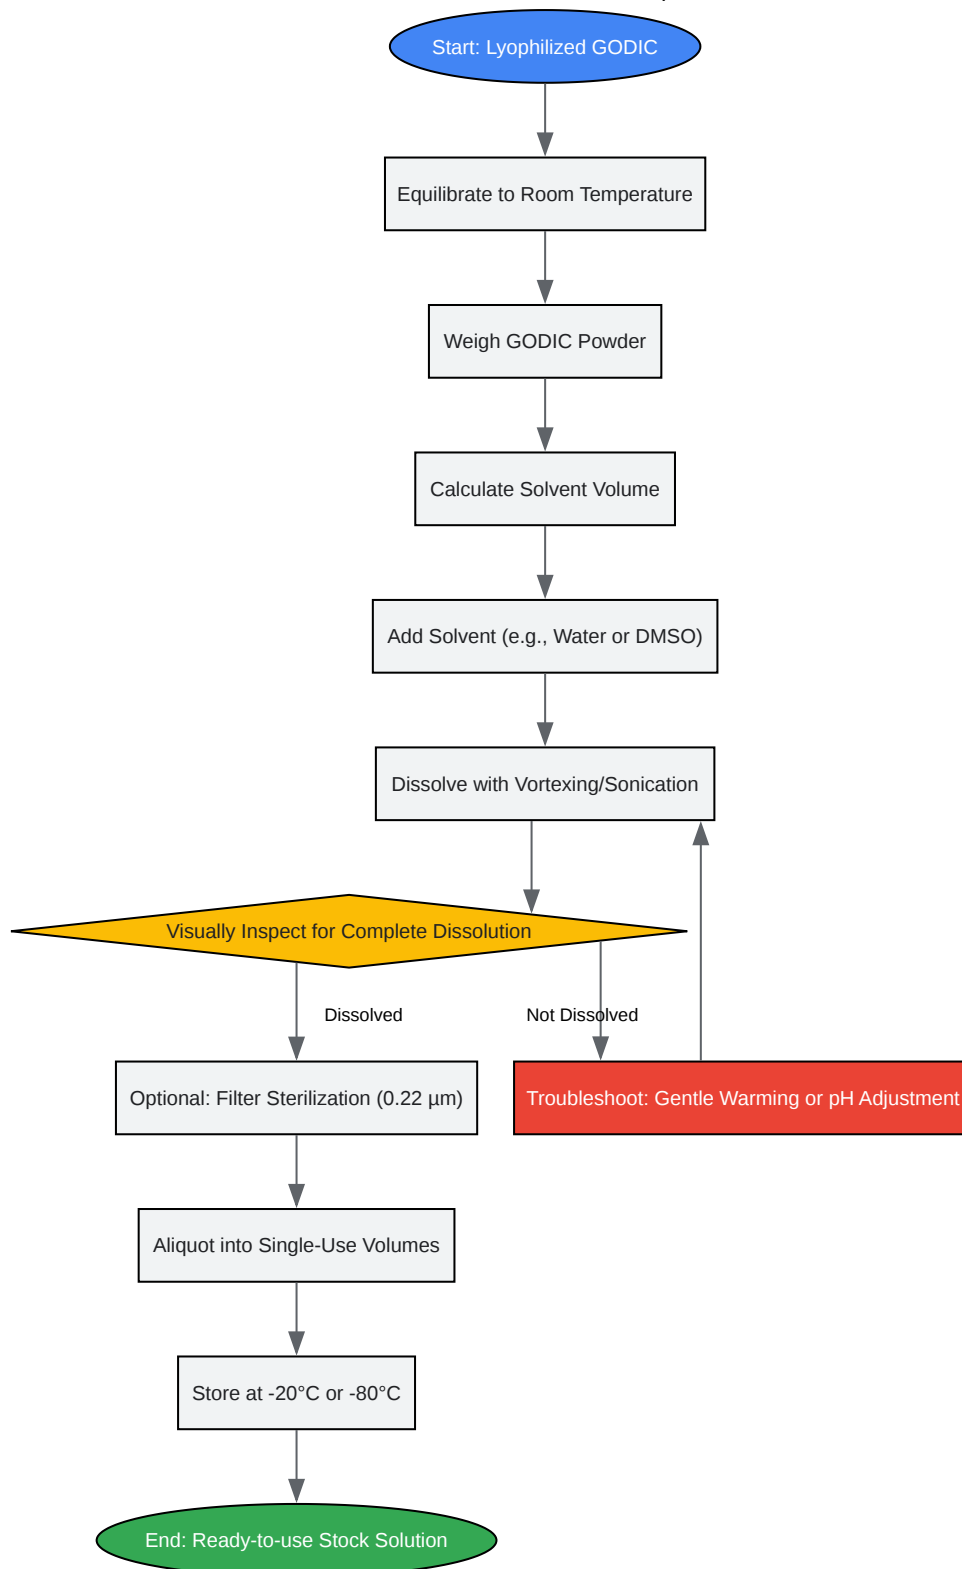 Start: Lyophilized GODIC
Equilibrate to Room Temperature
Weigh GODIC Powder
Calculate Solvent Volume
Add Solvent (e.g., Water or DMSO)
Dissolve with Vortexing/Sonication
Visually Inspect for Complete Dissolution
Dissolved
Not Dissolved
Optional: Filter Sterilization (0.22 µm)
Troubleshoot: Gentle Warming or pH Adjustment
Aliquot into Single-Use Volumes
Store at -20°C or -80°C
End: Ready-to-use Stock Solution